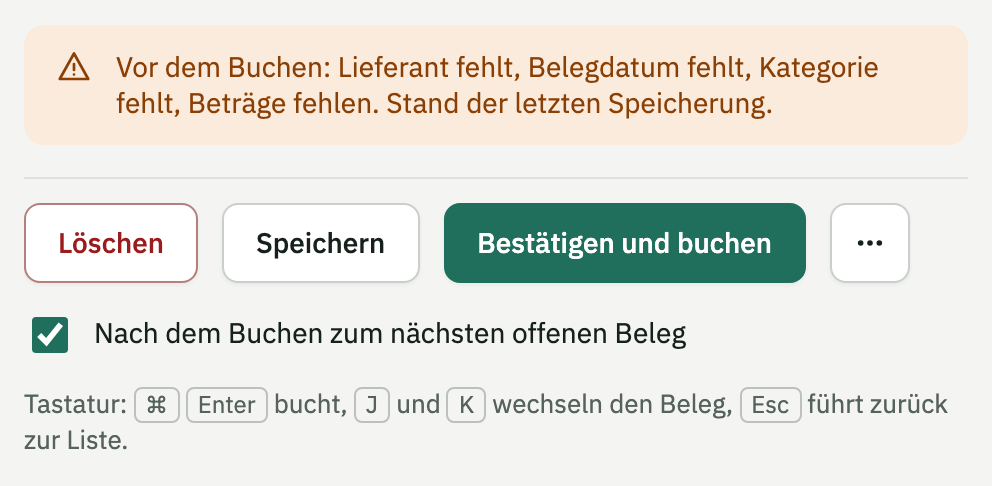 Vor dem Buchen: Lieferant fehlt, Belegdatum fehlt, Kategorie
fehlt, Beträge fehlen. Stand der letzten Speicherung.
Löschen Speichern Bestätigen und buchen ···
Nach dem Buchen zum nächsten offenen Beleg
Tastatur: ⌘ Enter bucht, J und K wechseln den Beleg, Esc führt zurück
zur Liste.